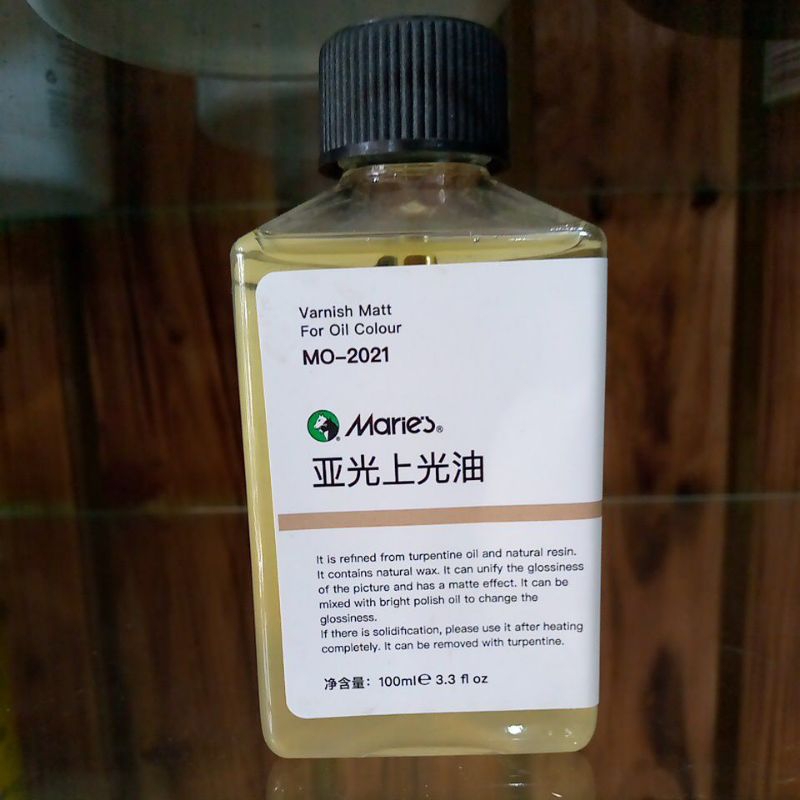 Varnish Matt
For Oil Colour
MO-2021
Marie's®
亚光上光油
It is refined from turpentine oil and natural resin.
It contains natural wax. It can unify the glossiness
of the picture and has a matte effect. It can be
mixed with bright polish oil to change the
glossiness.
If there is solidification, please use it after heating
completely. It can be removed with turpentine.
净含量：100ml℮ 3.3 fl oz